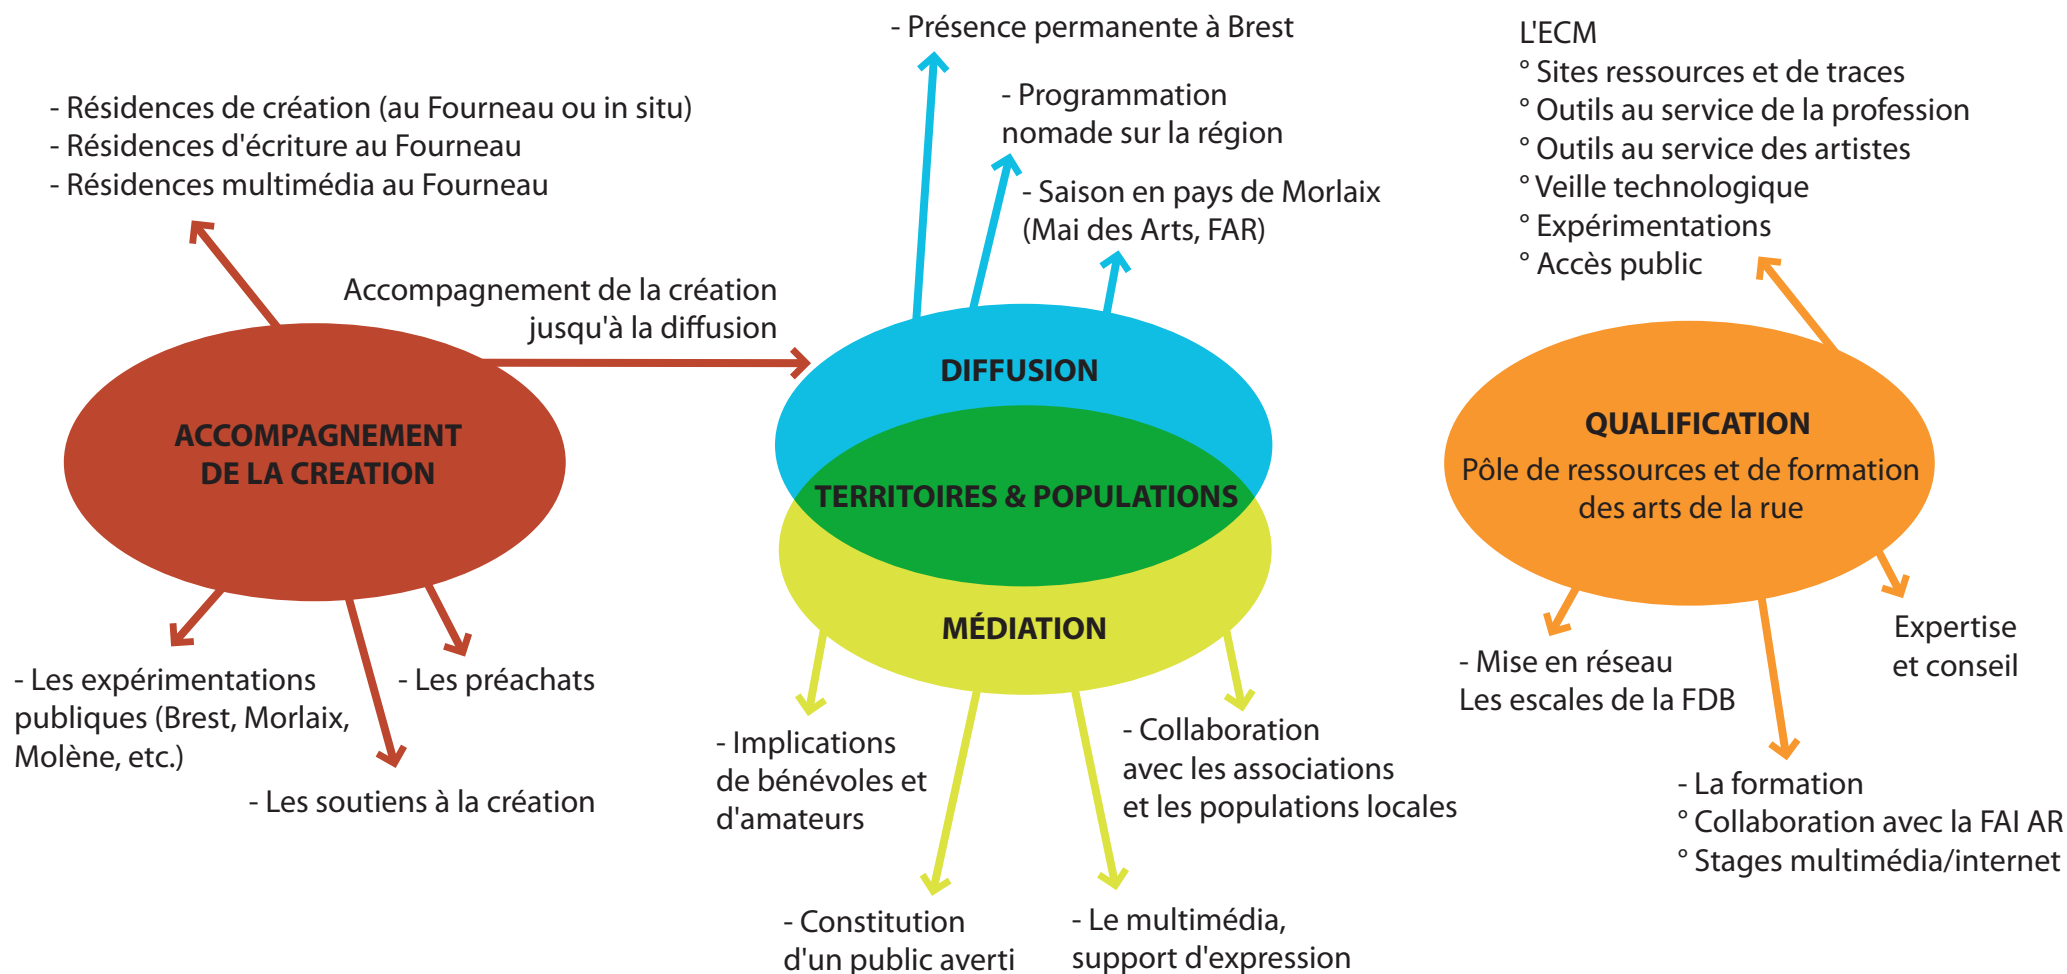 - Résidences de création (au Fourneau ou in situ)
- Résidences d'écriture au Fourneau
- Résidences multimédia au Fourneau
Accompagnement de la création
jusqu'à la diffusion
ACCOMPAGNEMENT
DE LA CREATION
- Les expérimentations
publiques (Brest, Morlaix,
Molène, etc.)
- Les préachats
- Les soutiens à la création
- Présence permanente à Brest
- Programmation
nomade sur la région
- Saison en pays de Morlaix
(Mai des Arts, FAR)
DIFFUSION
TERRITOIRES & POPULATIONS
MÉDIATION
- Implications
de bénévoles et
d'amateurs
- Collaboration
avec les associations
et les populations locales
- Constitution
d'un public averti
- Le multimédia,
support d'expression
L'ECM
° Sites ressources et de traces
° Outils au service de la profession
° Outils au service des artistes
° Veille technologique
° Expérimentations
° Accès public
QUALIFICATION
Pôle de ressources et de formation
des arts de la rue
- Mise en réseau
Les escales de la FDB
Expertise
et conseil
- La formation
° Collaboration avec la FAI AR
° Stages multimédia/internet